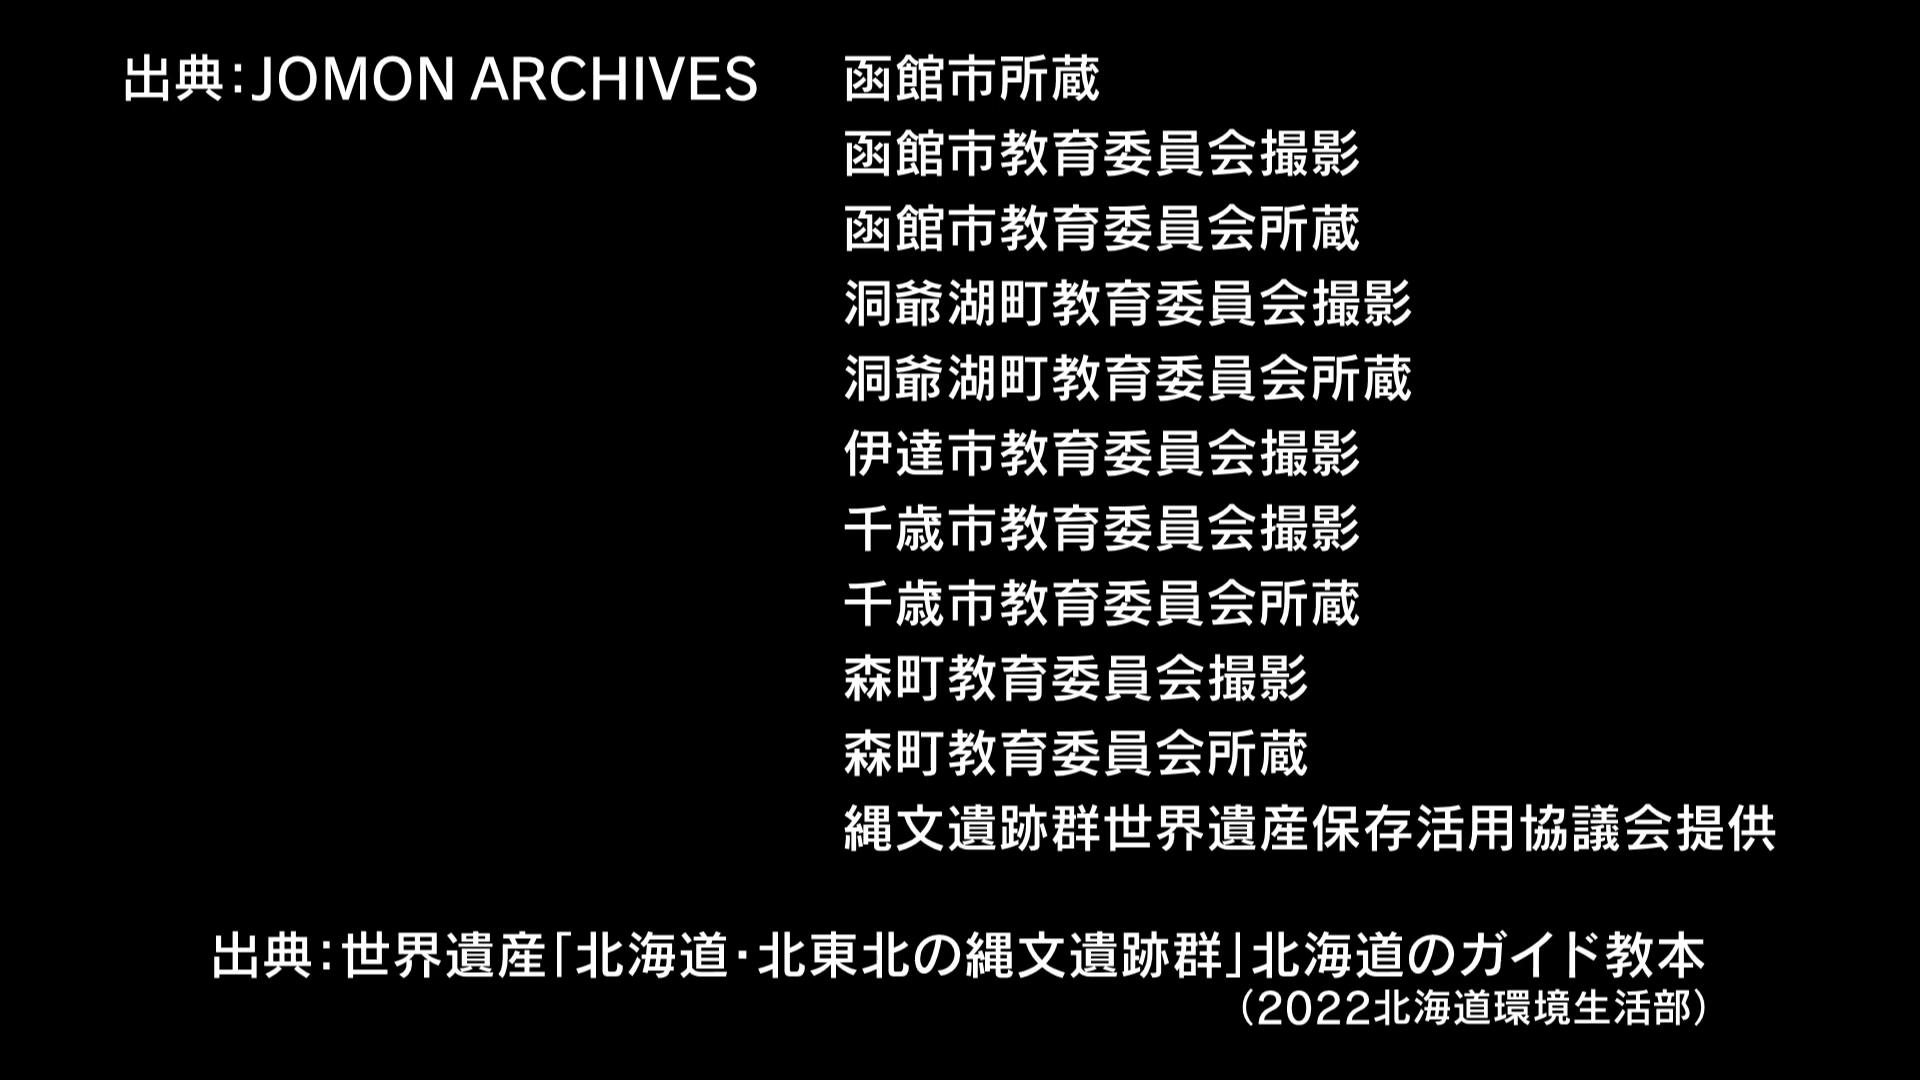 出典：JOMON ARCHIVES 函館市所蔵
函館市教育委員会撮影
函館市教育委員会所蔵
洞爺湖町教育委員会撮影
洞爺湖町教育委員会所蔵
伊達市教育委員会撮影
千歳市教育委員会撮影
千歳市教育委員会所蔵
森町教育委員会撮影
森町教育委員会所蔵
縄文遺跡群世界遺産保存活用協議会提供
出典：世界遺産｢北海道･北東北の縄文遺跡群｣北海道のガイド教本
（2022北海道環境生活部）